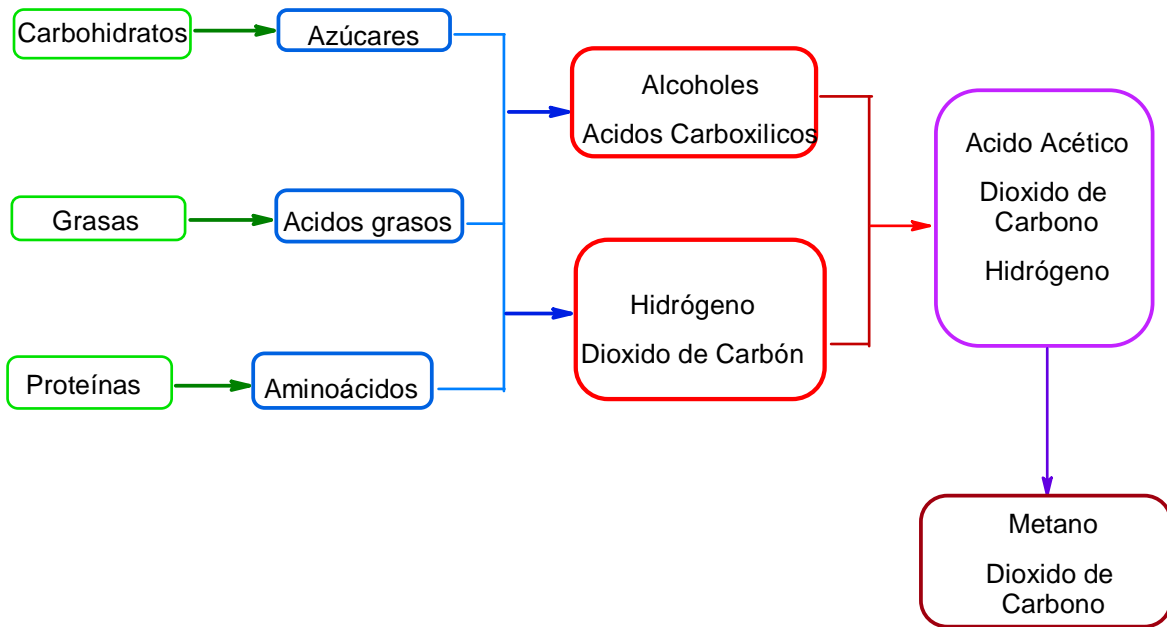 Carbohidratos
Azúcares
Grasas
Acidos grasos
Proteínas
Aminoácidos
Alcoholes
Acidos Carboxilicos
Hidrógeno
Dioxido de Carbón
Acido Acético
Dioxido de
Carbono
Hidrógeno
Metano
Dioxido de
Carbono